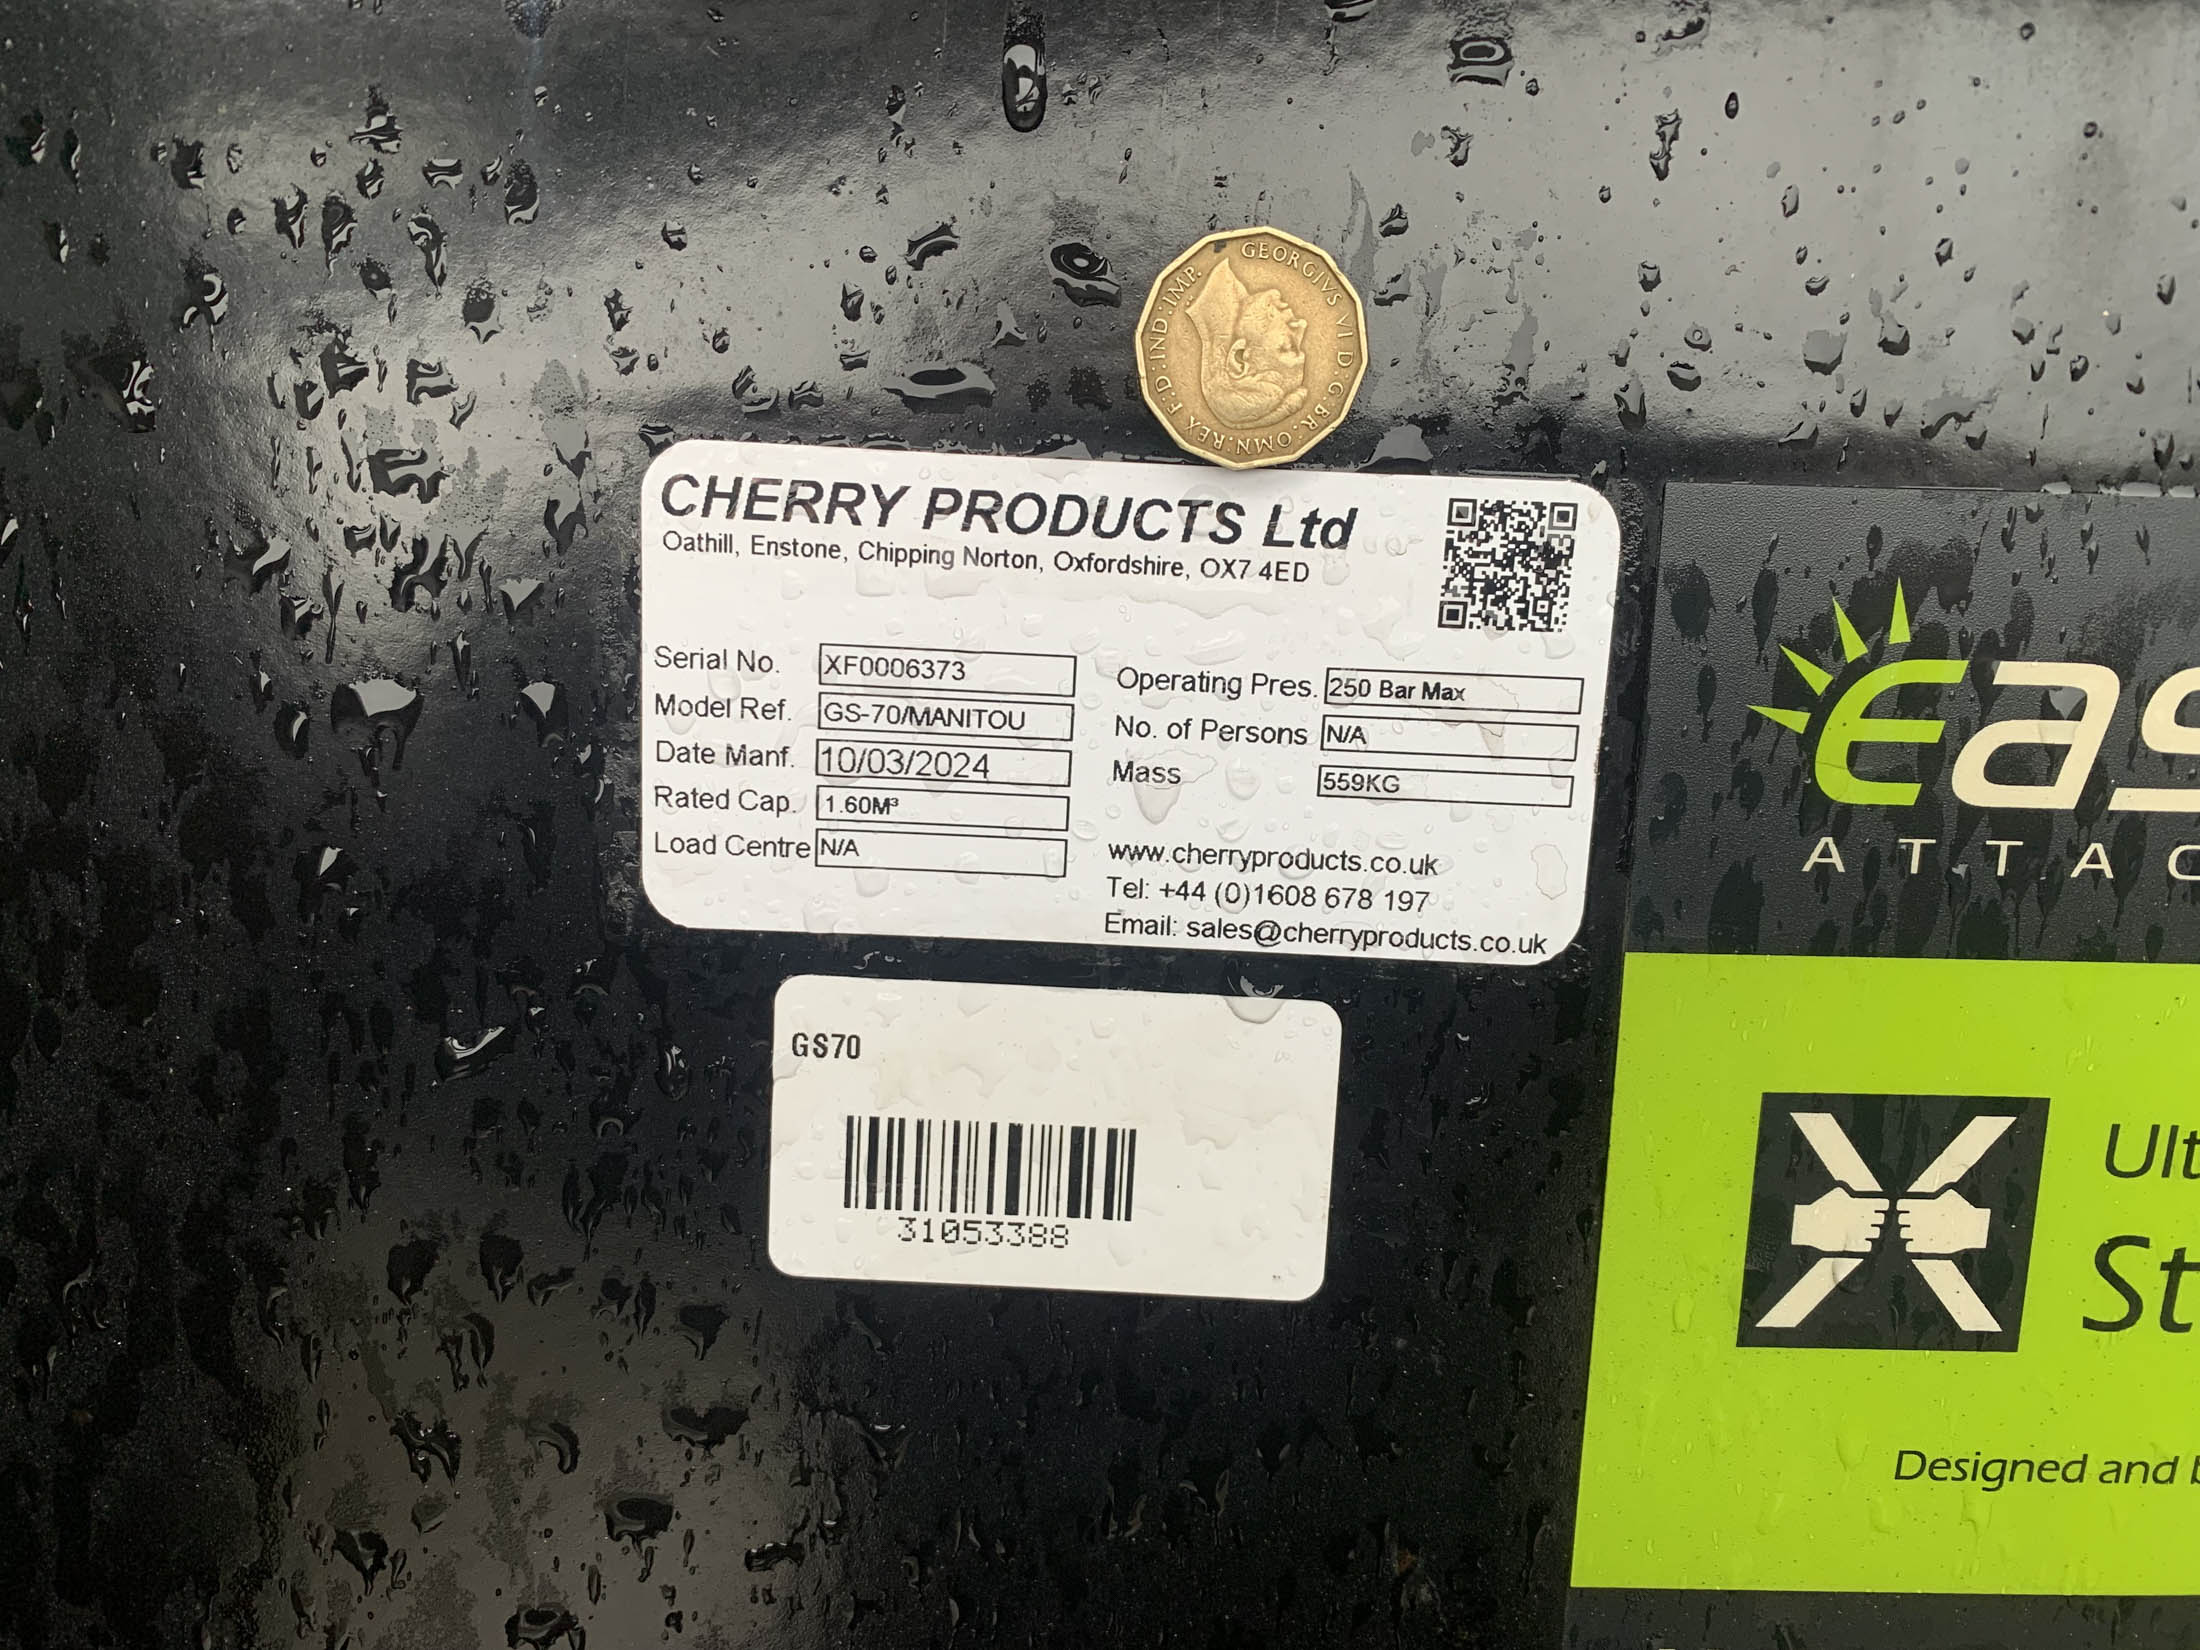 GEORGIVS VI D:G:BR:OMN:REX F:D:IND:IMP.
CHERRY PRODUCTS Ltd
Oathill, Enstone, Chipping Norton, Oxfordshire, OX7 4ED
Serial No. XF0006373
Model Ref. GS-70/MANITOU
Date Manf. 10/03/2024
Rated Cap. 1.60M³
Load Centre N/A
Operating Pres. 250 Bar Max
No. of Persons N/A
Mass 559KG
www.cherryproducts.co.uk
Tel: +44 (0)1608 678 197
Email: sales@cherryproducts.co.uk
GS70
31053388
eas
ATTAC
Ult
St
Designed and b